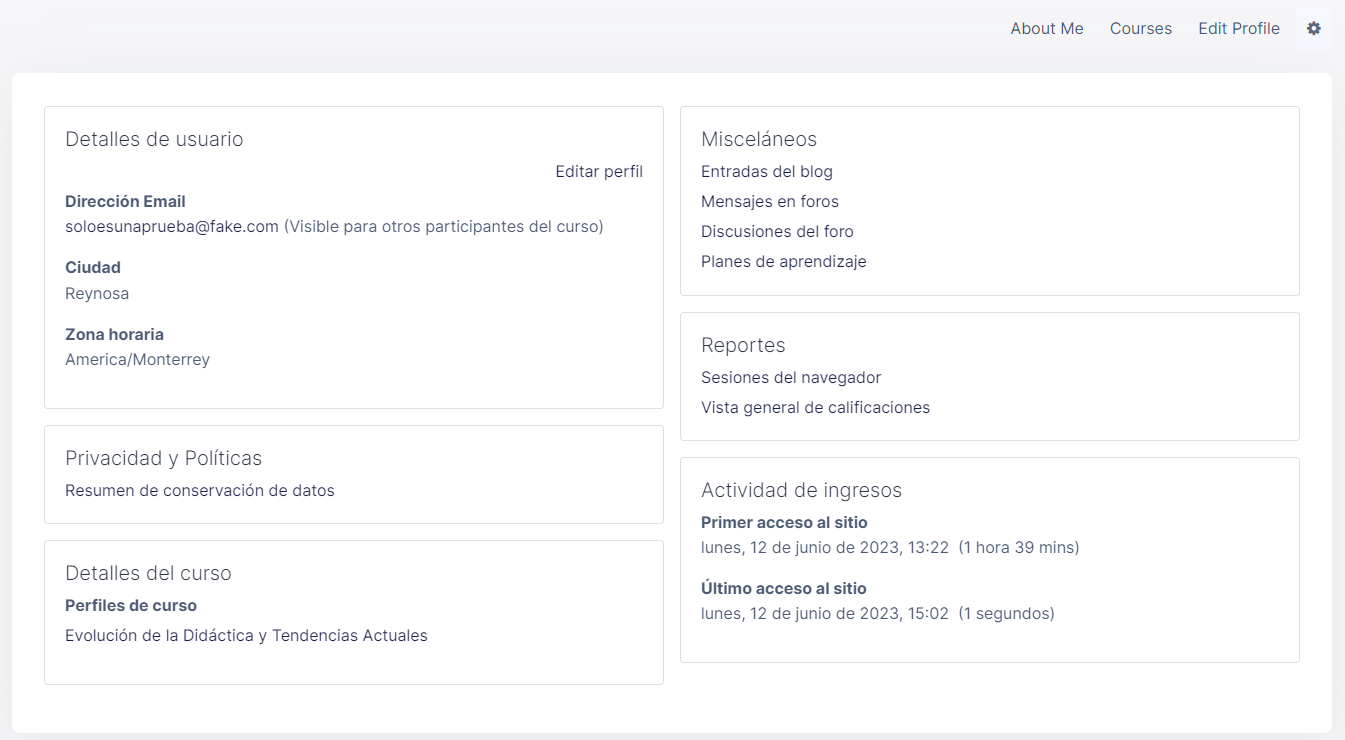 About Me Courses Edit Profile
Detalles de usuario
Editar perfil
Dirección Email
soloesunaprueba@fake.com (Visible para otros participantes del curso)
Ciudad
Reynosa
Zona horaria
America/Monterrey
Privacidad y Políticas
Resumen de conservación de datos
Detalles del curso
Perfiles de curso
Evolución de la Didáctica y Tendencias Actuales
Misceláneos
Entradas del blog
Mensajes en foros
Discusiones del foro
Planes de aprendizaje
Reportes
Sesiones del navegador
Vista general de calificaciones
Actividad de ingresos
Primer acceso al sitio
lunes, 12 de junio de 2023, 13:22 (1 hora 39 mins)
Último acceso al sitio
lunes, 12 de junio de 2023, 15:02 (1 segundos)